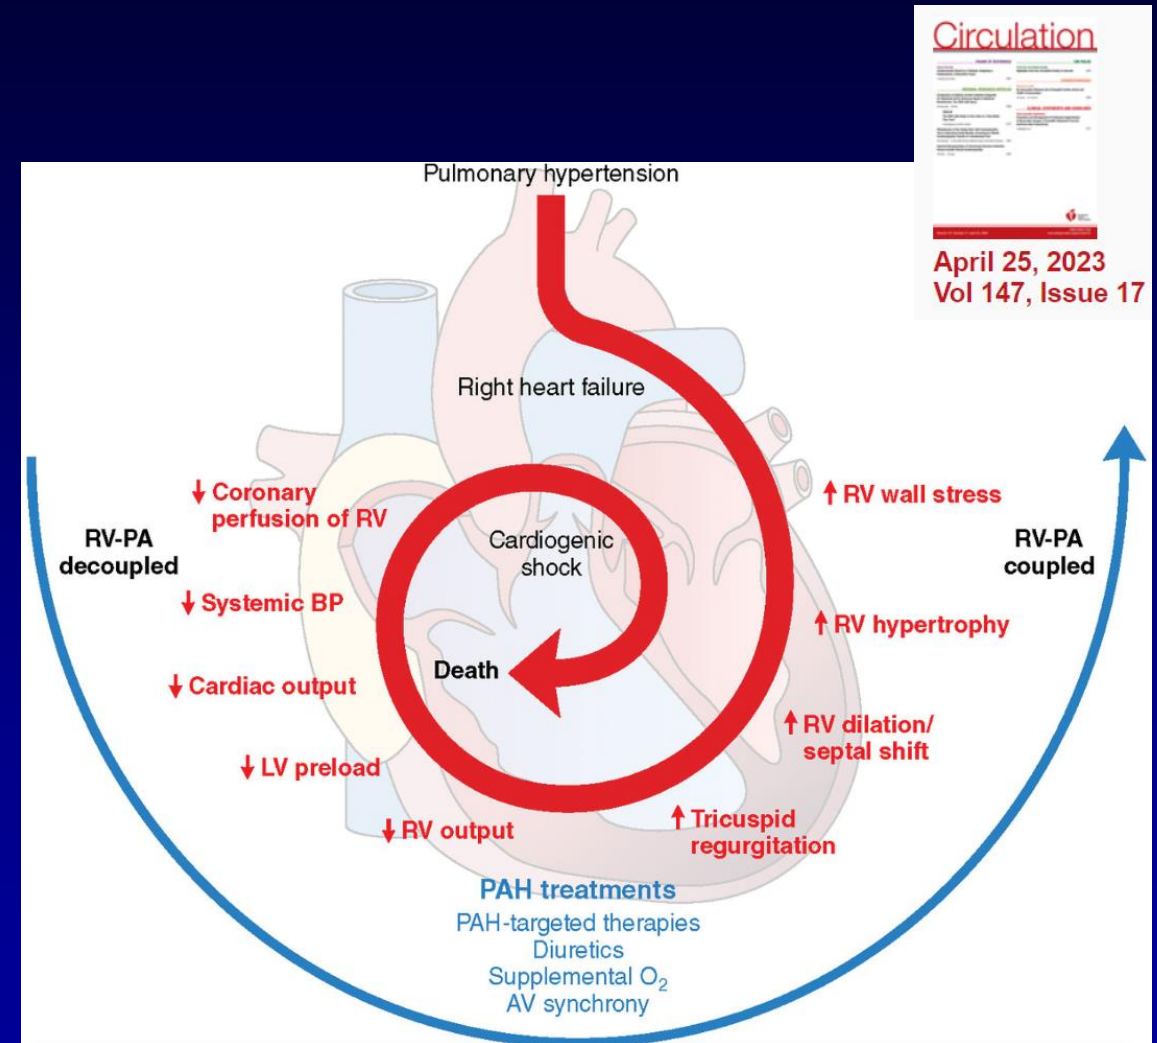 Circulation
April 25, 2023
Vol 147, Issue 17
Pulmonary hypertension
Right heart failure
↓ Coronary
perfusion of RV
↑ RV wall stress
RV-PA
decoupled
Cardiogenic
shock
RV-PA
coupled
↓ Systemic BP
↑ RV hypertrophy
Death
↓ Cardiac output
↑ RV dilation/
septal shift
↓ LV preload
↑ Tricuspid
regurgitation
↓ RV output
PAH treatments
PAH-targeted therapies
Diuretics
Supplemental O₂
AV synchrony